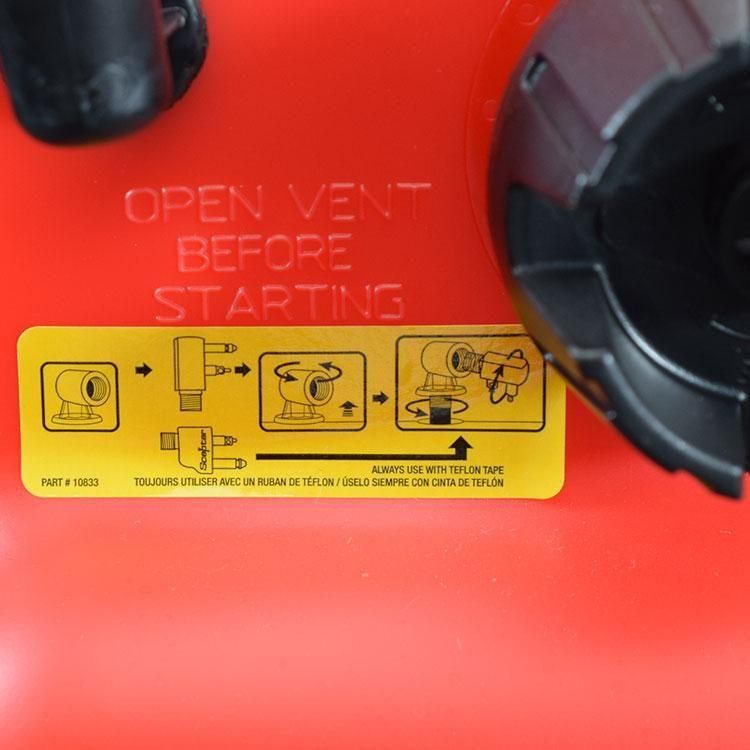 OPEN VENT
BEFORE
STARTING
Scepter
ALWAYS USE WITH TEFLON TAPE
PART # 10833
TOUJOURS UTILISER AVEC UN RUBAN DE TÉFLON / ÚSELO SIEMPRE CON CINTA DE TEFLÓN